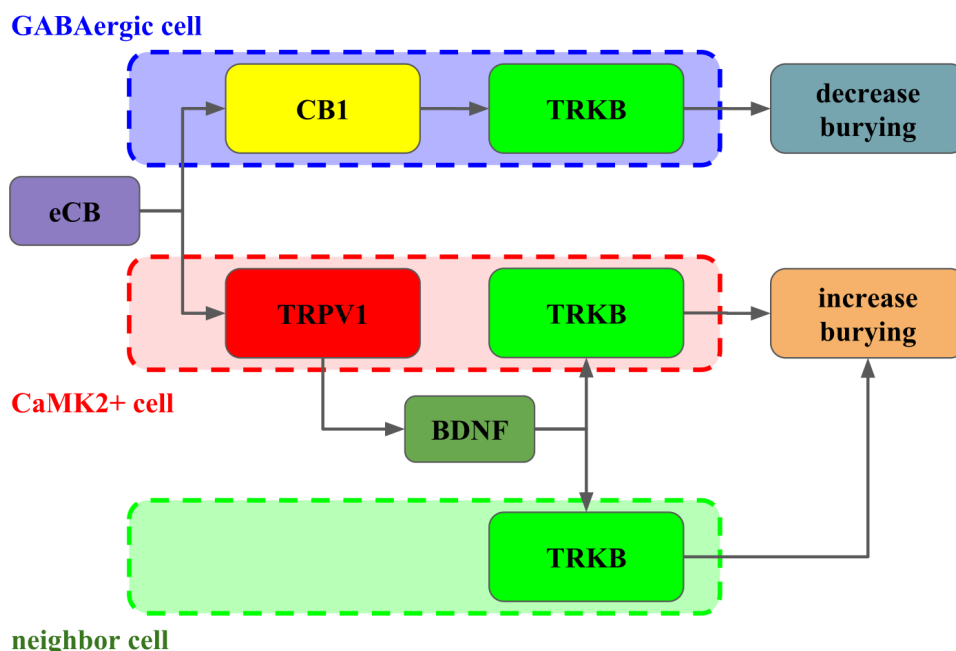 GABAergic cell
CB1
TRKB
decrease
burying
eCB
TRPV1
TRKB
increase
burying
CaMK2+ cell
BDNF
TRKB
neighbor cell